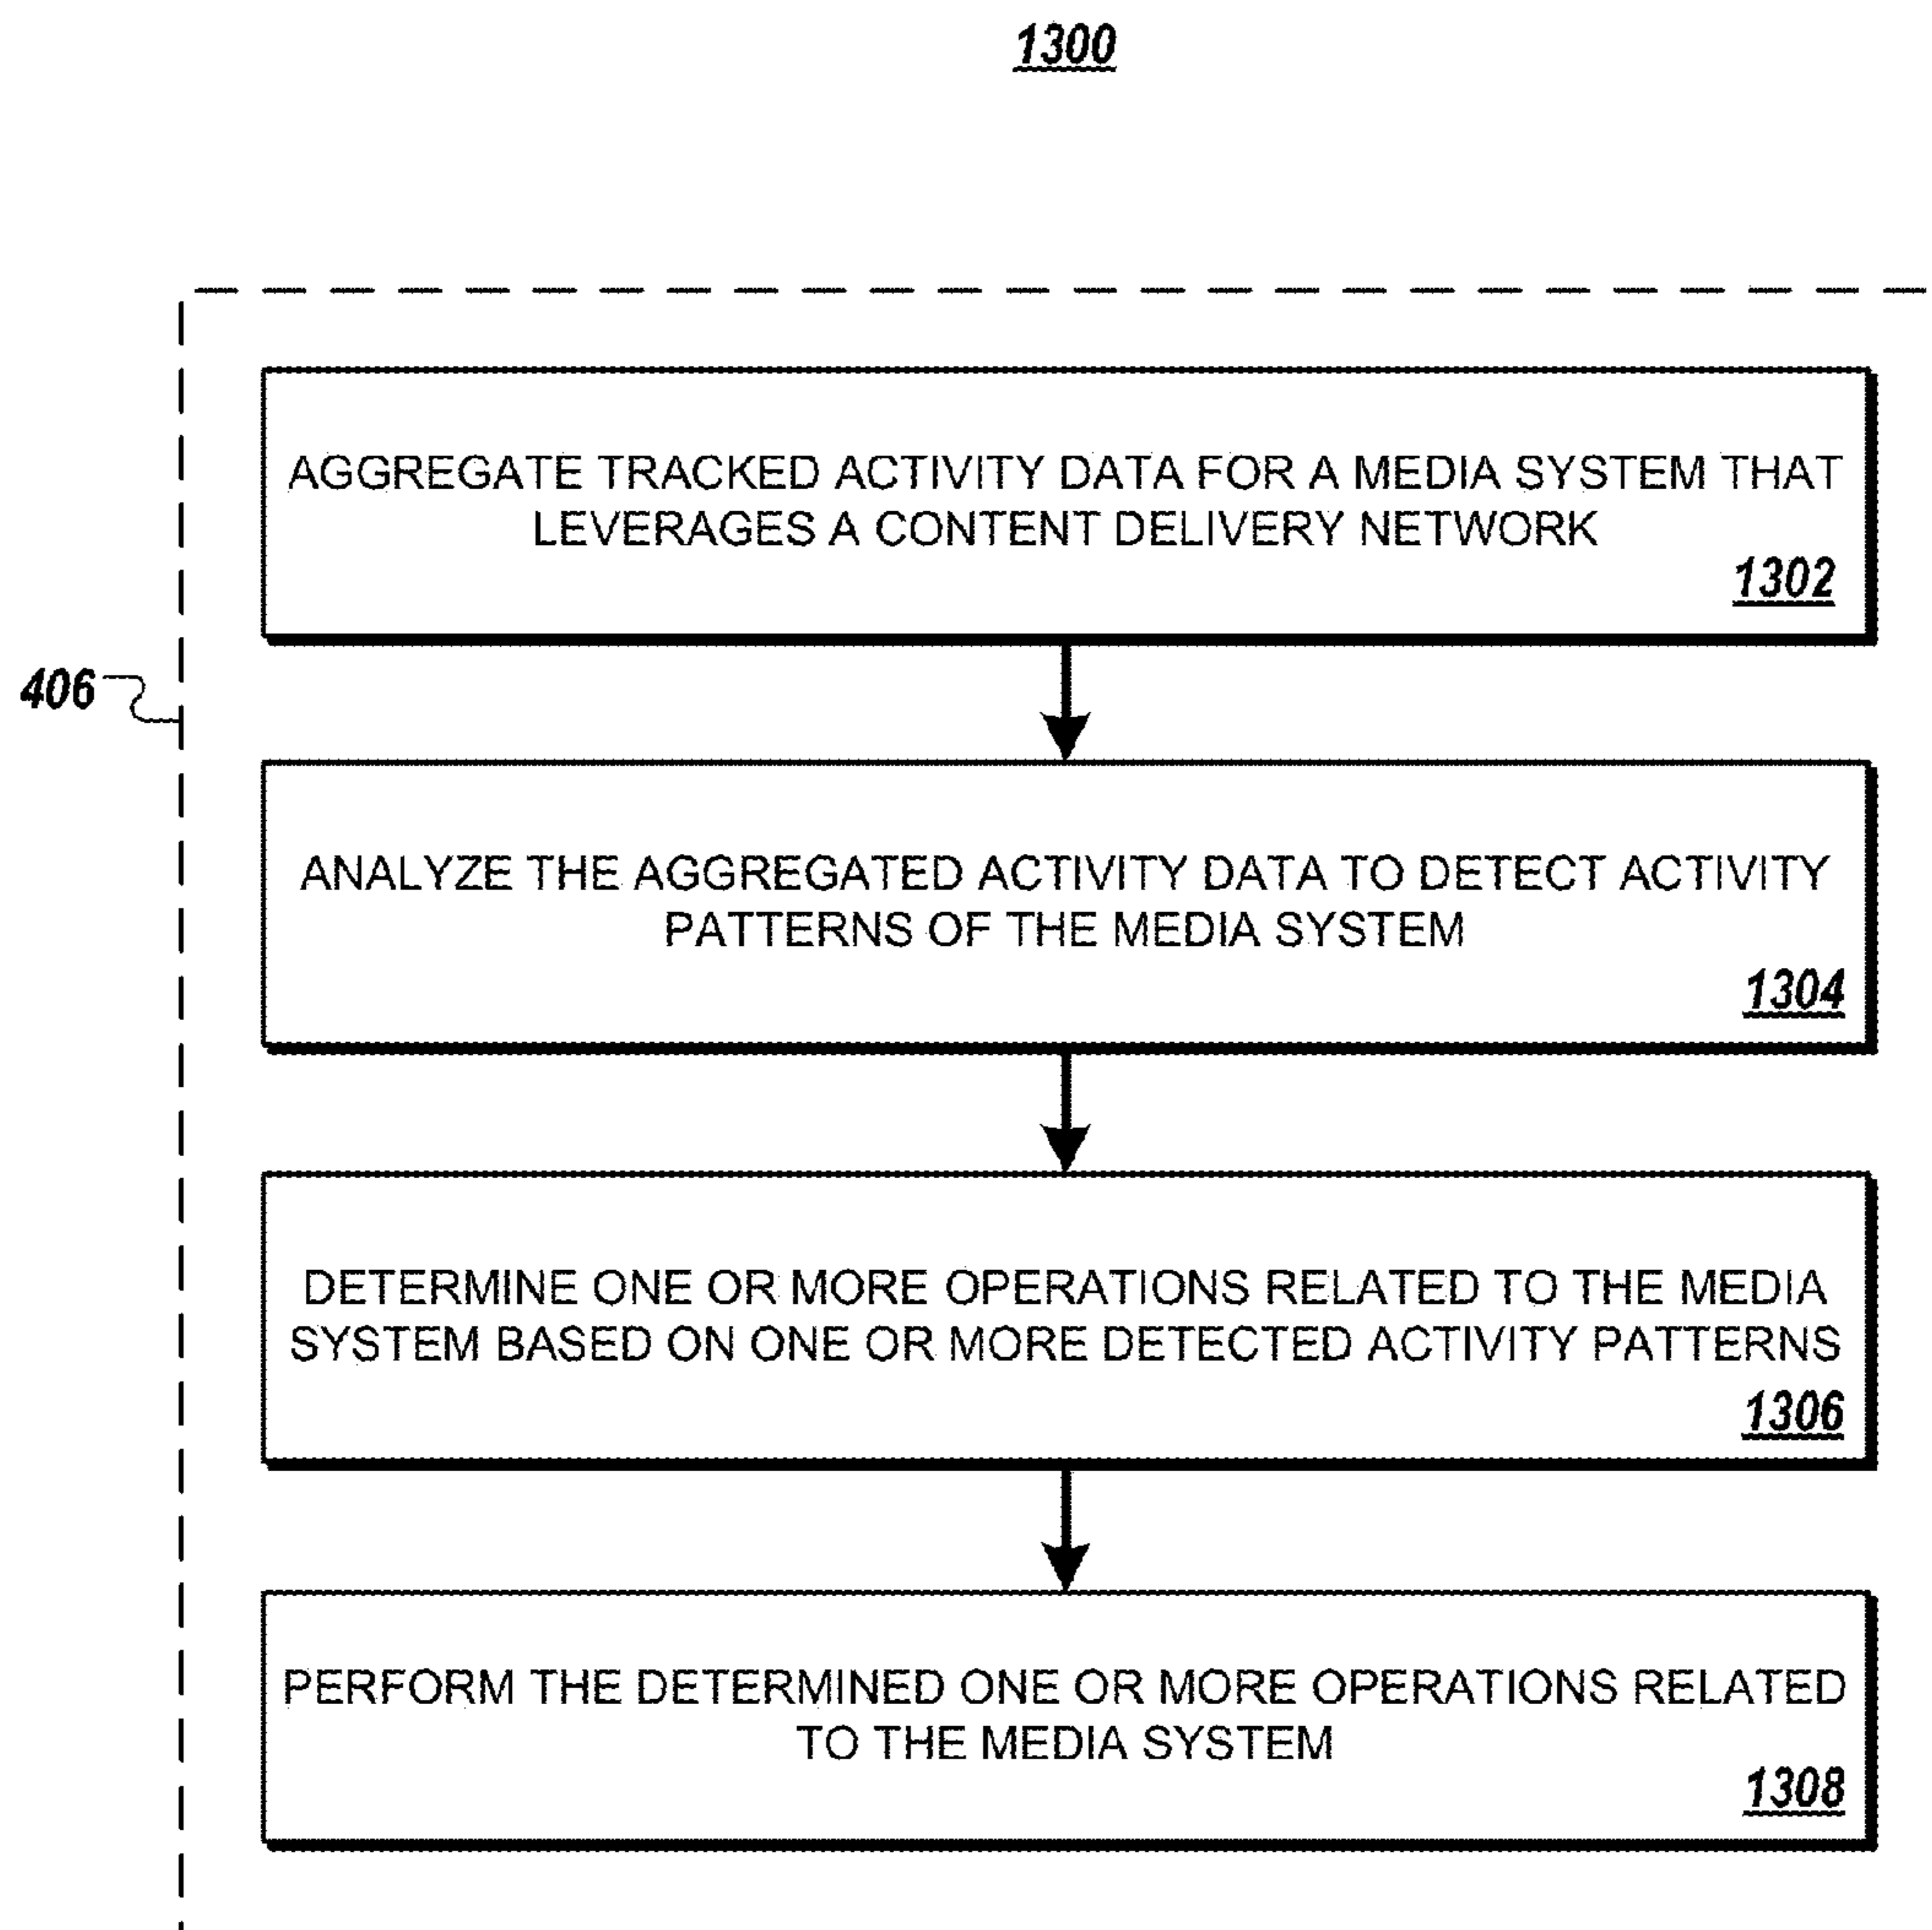 1300
AGGREGATE TRACKED ACTIVITY DATA FOR A MEDIA SYSTEM THAT
LEVERAGES A CONTENT DELIVERY NETWORK
1302
406
ANALYZE THE AGGREGATED ACTIVITY DATA TO DETECT ACTIVITY
PATTERNS OF THE MEDIA SYSTEM
1304
DETERMINE ONE OR MORE OPERATIONS RELATED TO THE MEDIA
SYSTEM BASED ON ONE OR MORE DETECTED ACTIVITY PATTERNS
1306
PERFORM THE DETERMINED ONE OR MORE OPERATIONS RELATED
TO THE MEDIA SYSTEM
1308